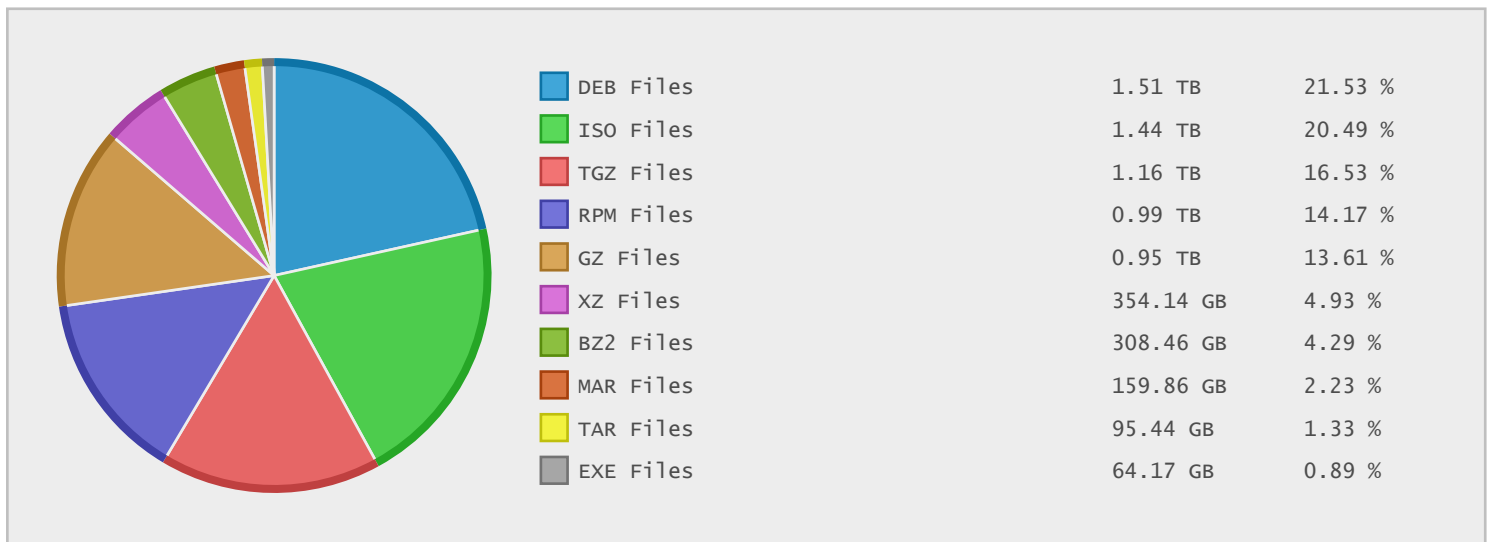 DEB Files 1.51 TB 21.53 %
ISO Files 1.44 TB 20.49 %
TGZ Files 1.16 TB 16.53 %
RPM Files 0.99 TB 14.17 %
GZ Files 0.95 TB 13.61 %
XZ Files 354.14 GB 4.93 %
BZ2 Files 308.46 GB 4.29 %
MAR Files 159.86 GB 2.23 %
TAR Files 95.44 GB 1.33 %
EXE Files 64.17 GB 0.89 %